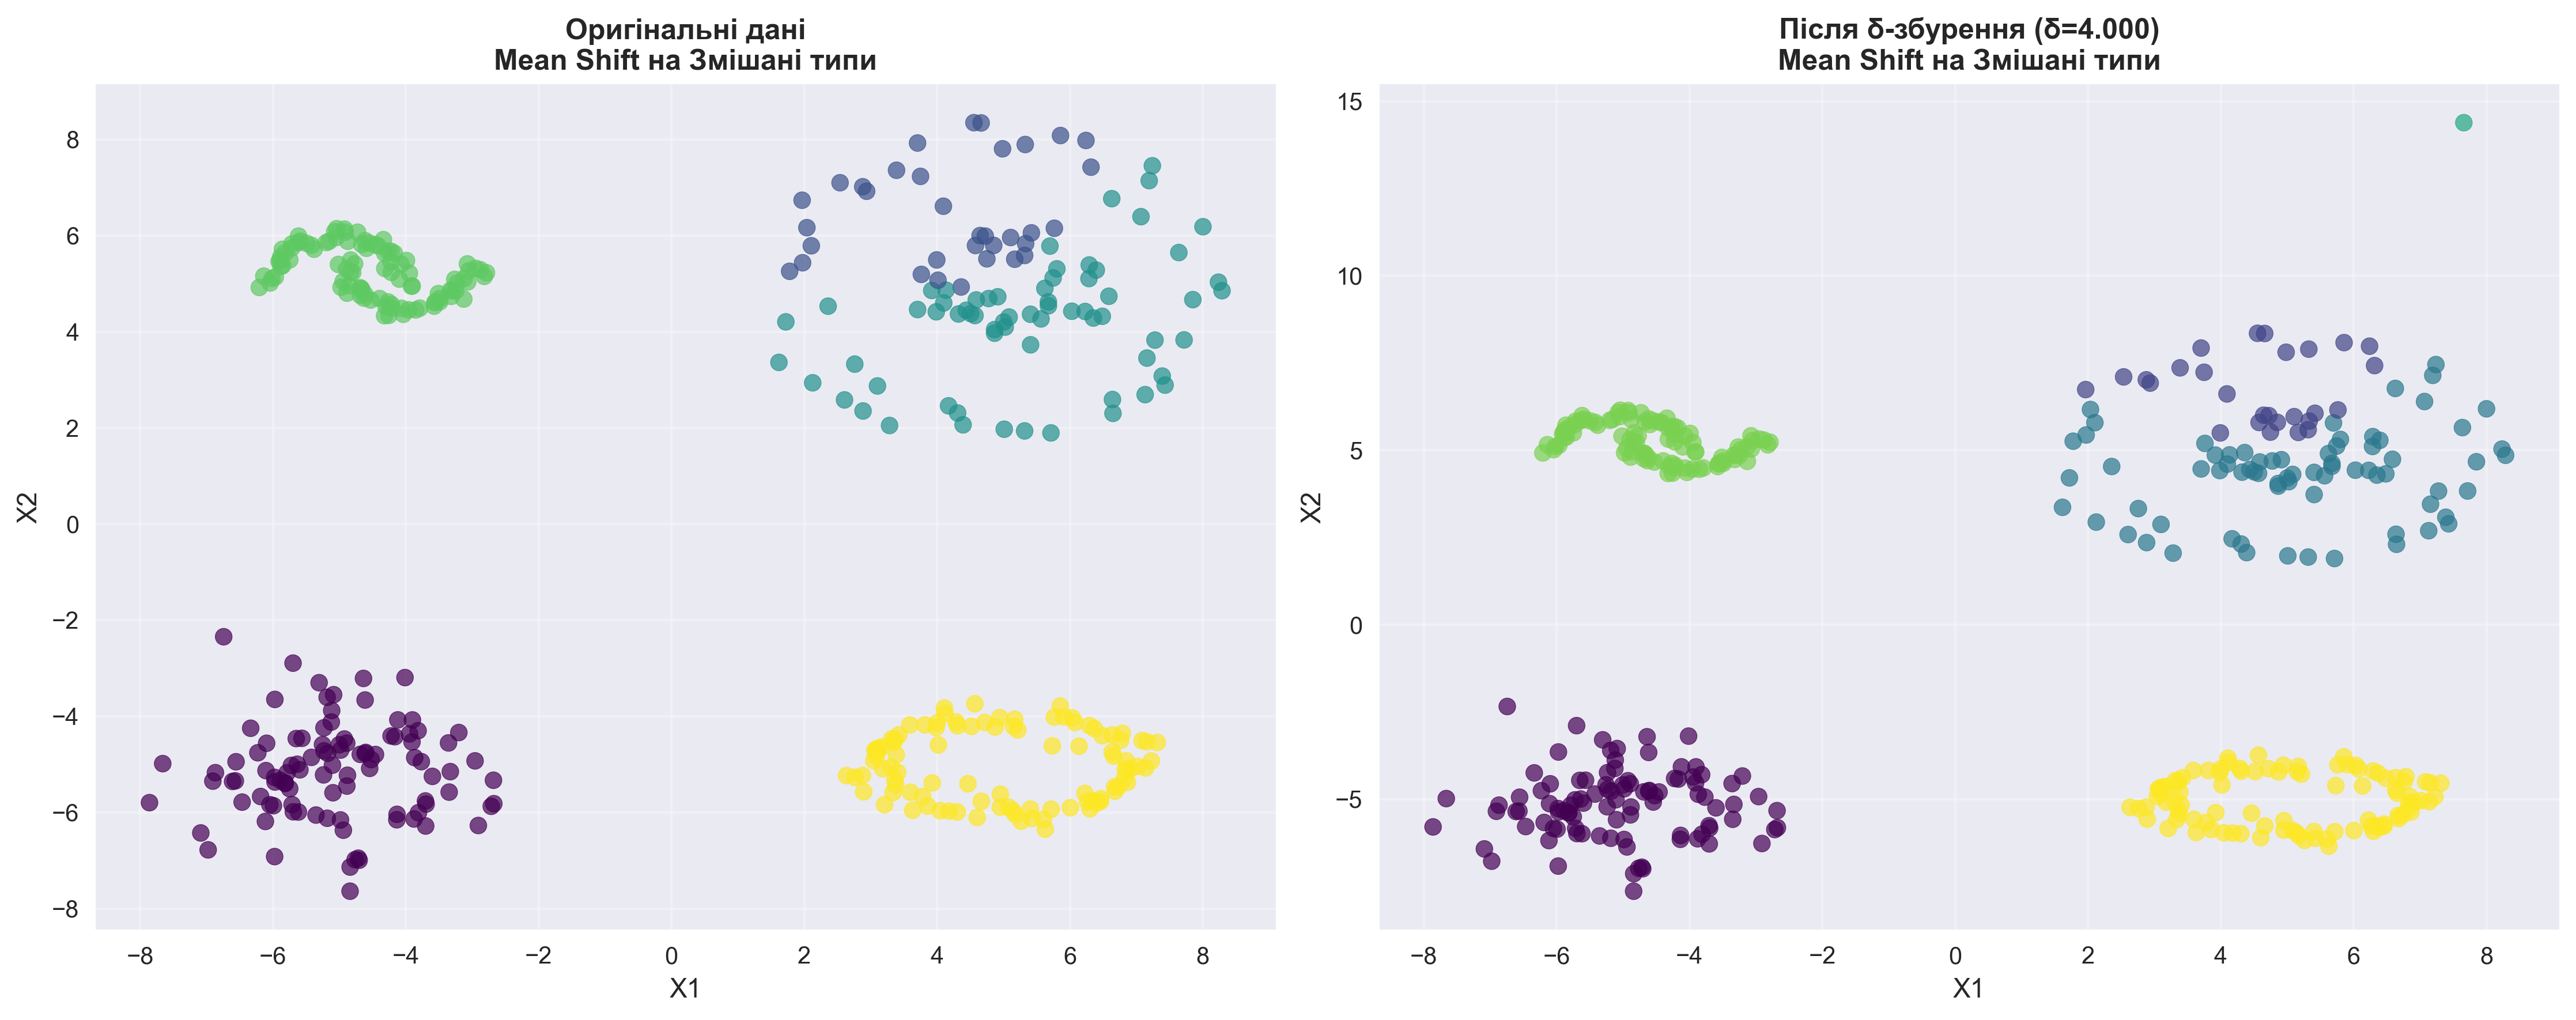 Оригінальні дані
Mean Shift на Змішані типи
8
6
4
2
0
−2
−4
−6
−8
X2
−8 −6 −4 −2 0 2 4 6 8
X1
Після δ-збурення (δ=4.000)
Mean Shift на Змішані типи
15
10
5
0
−5
X2
−8 −6 −4 −2 0 2 4 6 8
X1